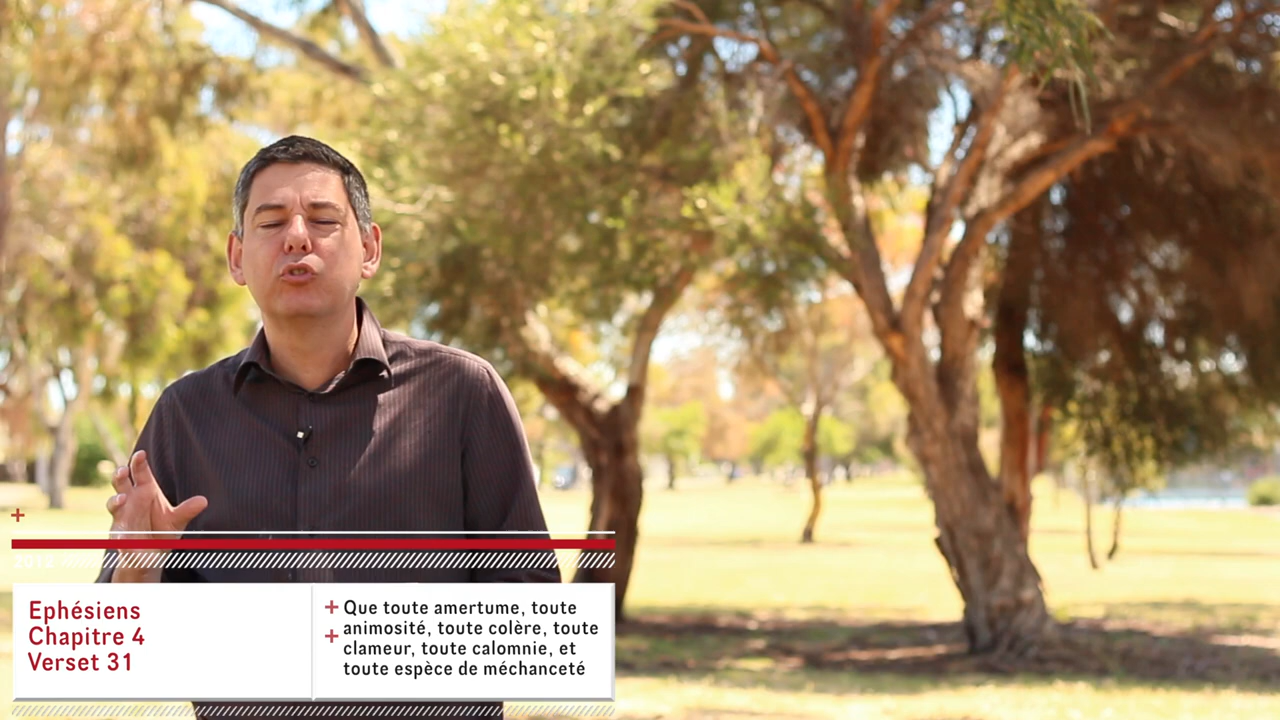 2012
Ephésiens
Chapitre 4
Verset 31
Que toute amertume, toute
animosité, toute colère, toute
clameur, toute calomnie, et
toute espèce de méchanceté